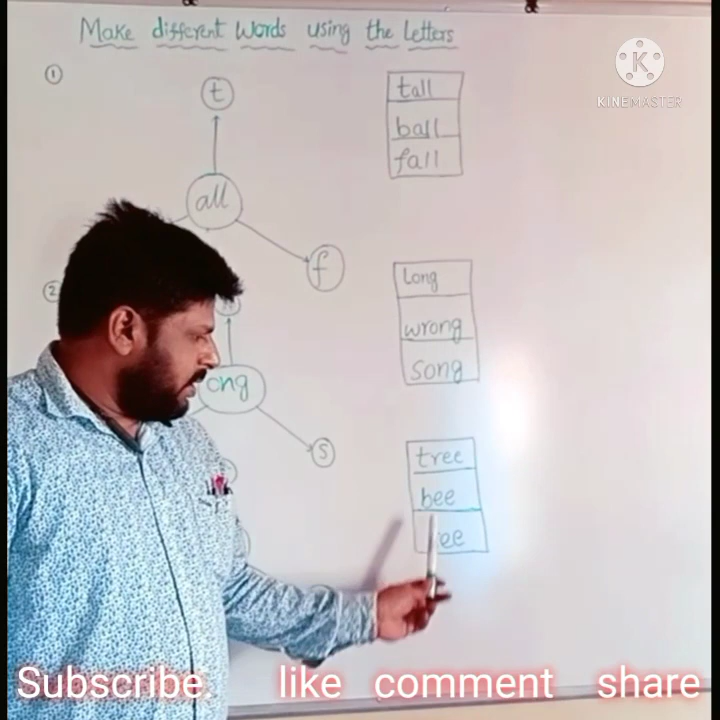 Make different Words using the Letters
1
t
all
f
tall
ball
fall
KINEMASTER
2
ong
s
Long
wrong
song
tree
bee
Subscribe. like comment share